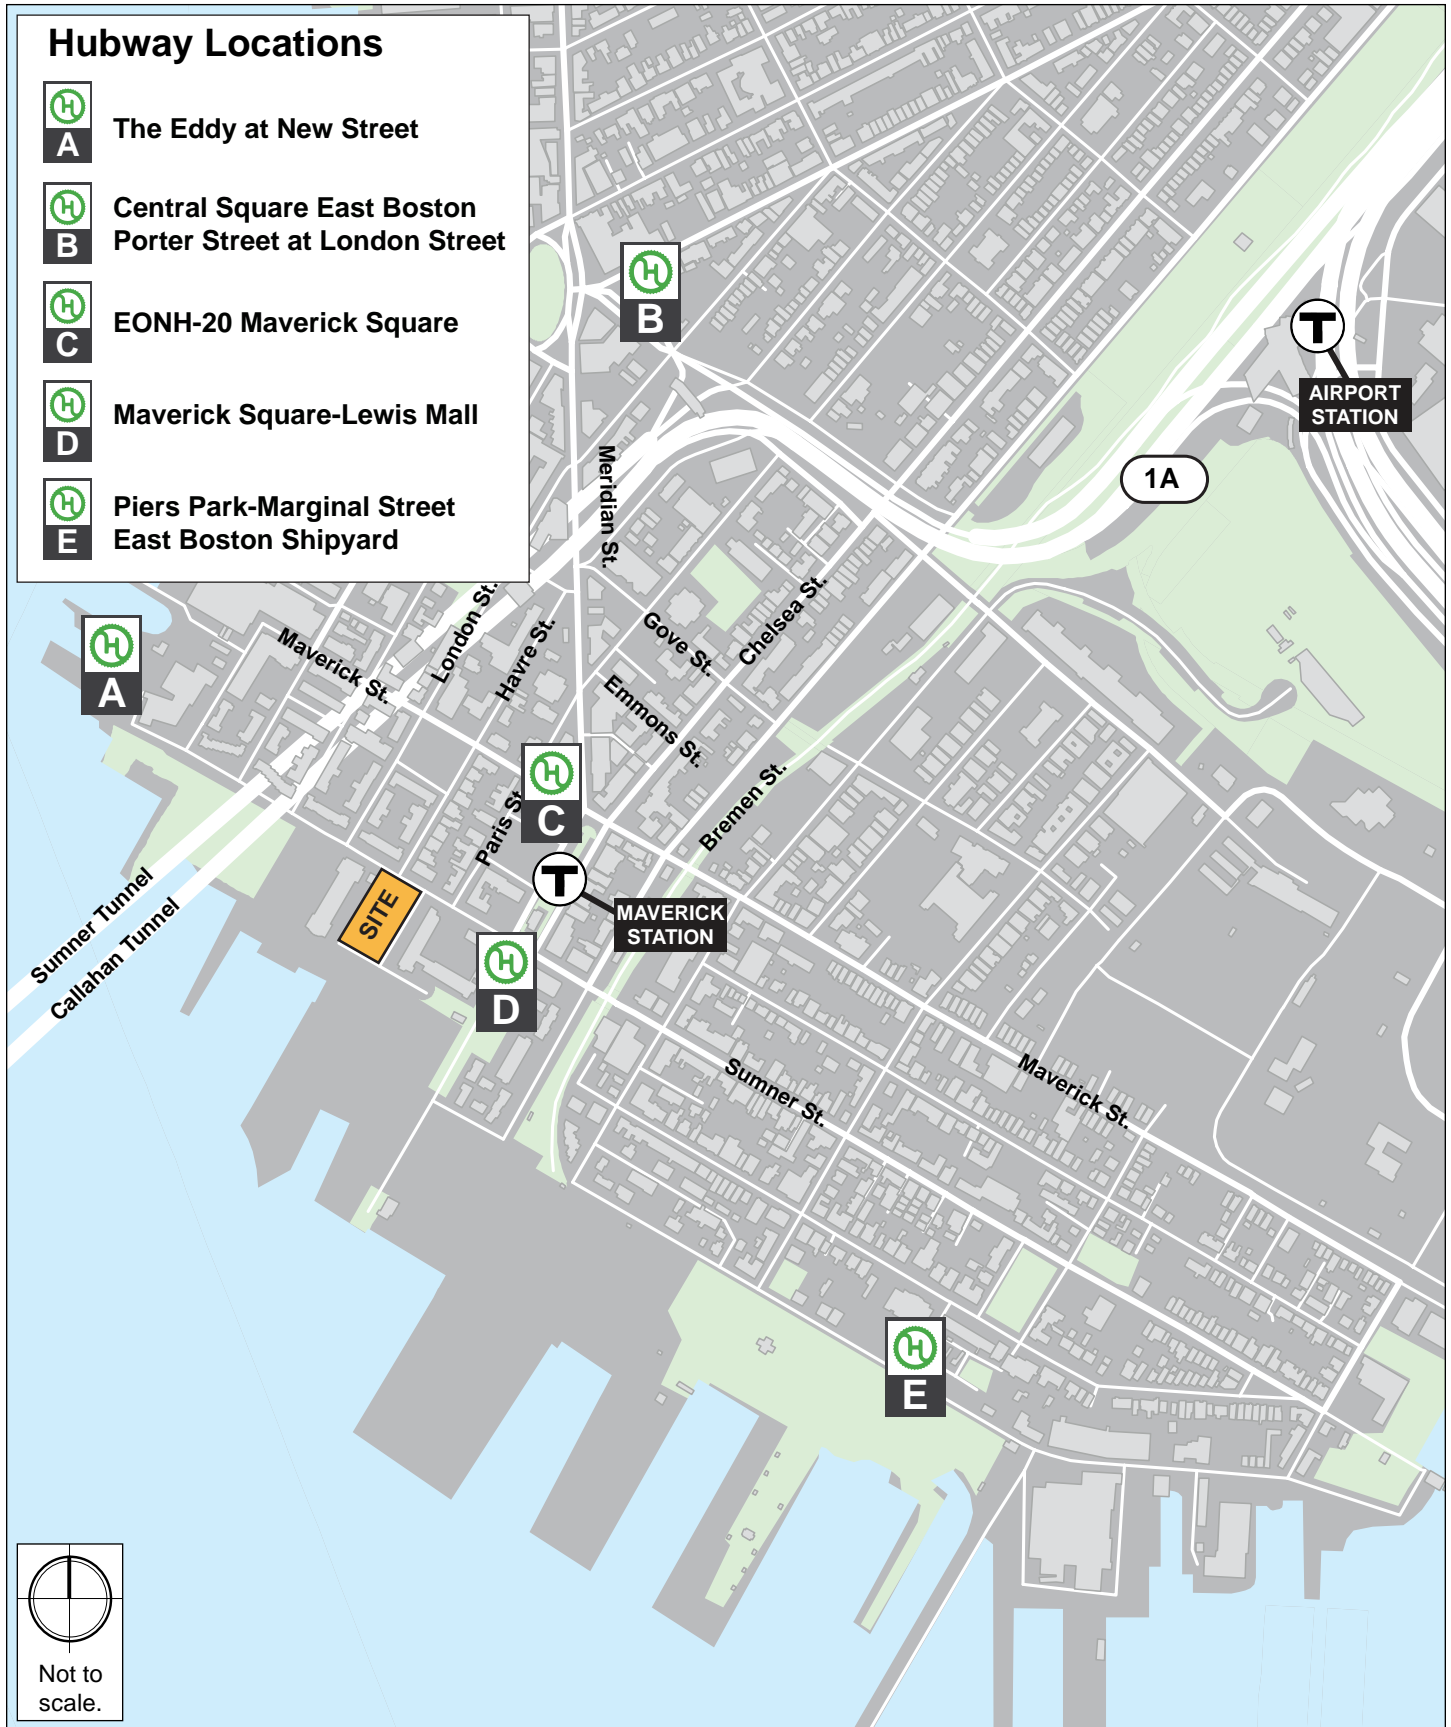 Hubway Locations
H
A
The Eddy at New Street
H
B
Central Square East Boston
Porter Street at London Street
H
C
EONH-20 Maverick Square
H
D
Maverick Square-Lewis Mall
H
E
Piers Park-Marginal Street
East Boston Shipyard
H
B
T
AIRPORT
STATION
1A
Meridian St.
London St.
Havre St.
Gove St.
Chelsea St.
Maverick St.
H
A
Emmons St.
H
C
Paris St.
Bremen St.
T
MAVERICK
STATION
SITE
Sumner Tunnel
Callahan Tunnel
H
D
Sumner St.
Maverick St.
H
E
Not to
scale.